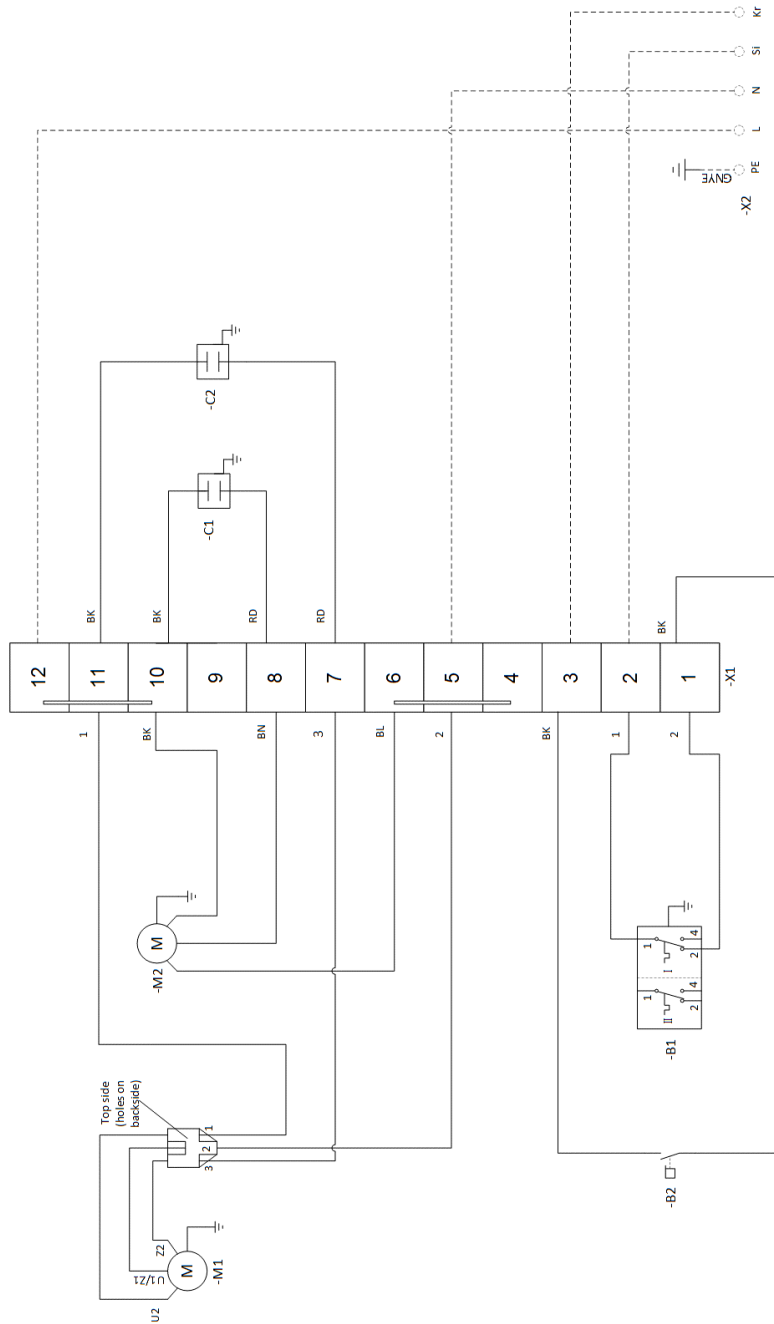 Top side
(holes on
backside)
U2
U1/Z1
Z2
M
-M1
3
2
1
M
-M2
1
BK
BN
3
BL
2
BK
1
2
12
11
10
9
8
7
6
5
4
3
2
1
-X1
BK
BK
RD
RD
BK
-C1
-C2
-B2
1
II
2
4
1
I
2
4
-B1
GNYE
-X2
PE
L
N
Si
Kr